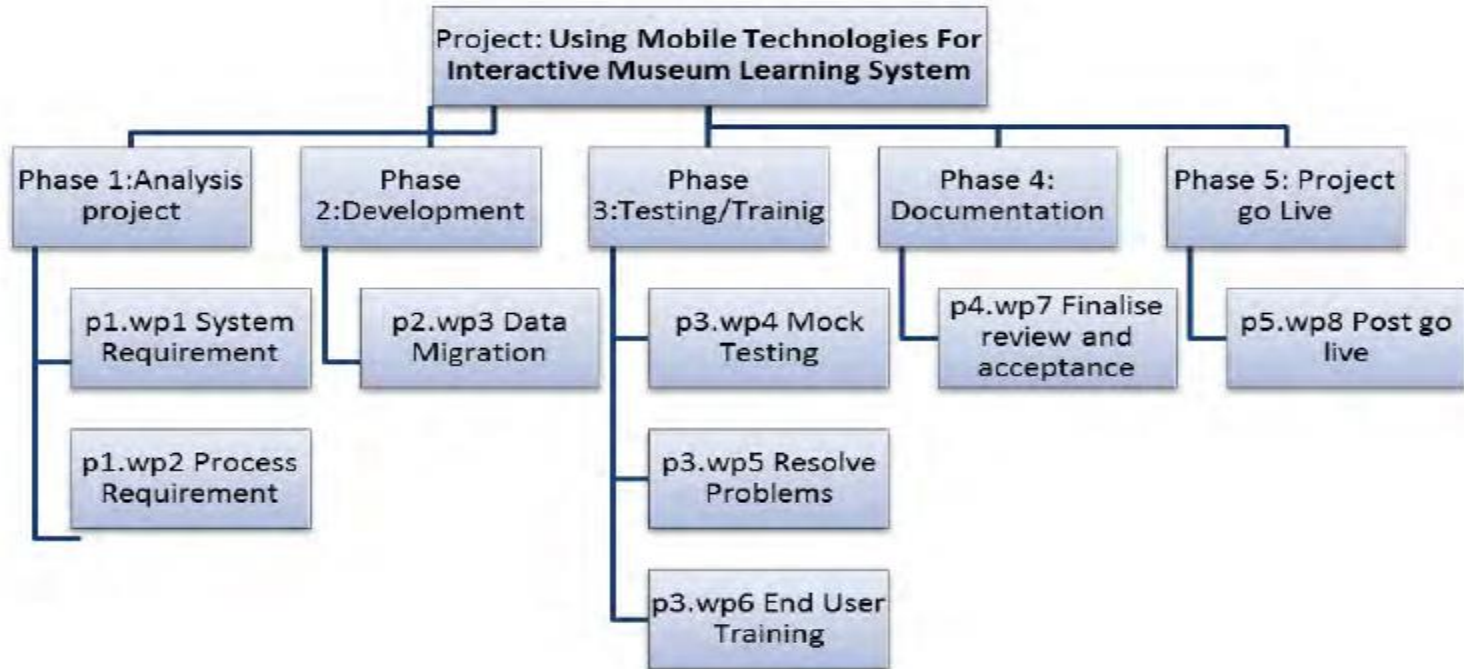 Project: Using Mobile Technologies For
Interactive Museum Learning System
Phase 1:Analysis
project
Phase
2:Development
Phase
3:Testing/Trainig
Phase 4:
Documentation
Phase 5: Project
go Live
p1.wp1 System
Requirement
p1.wp2 Process
Requirement
p2.wp3 Data
Migration
p3.wp4 Mock
Testing
p3.wp5 Resolve
Problems
p3.wp6 End User
Training
p4.wp7 Finalise
review and
acceptance
p5.wp8 Post go
live